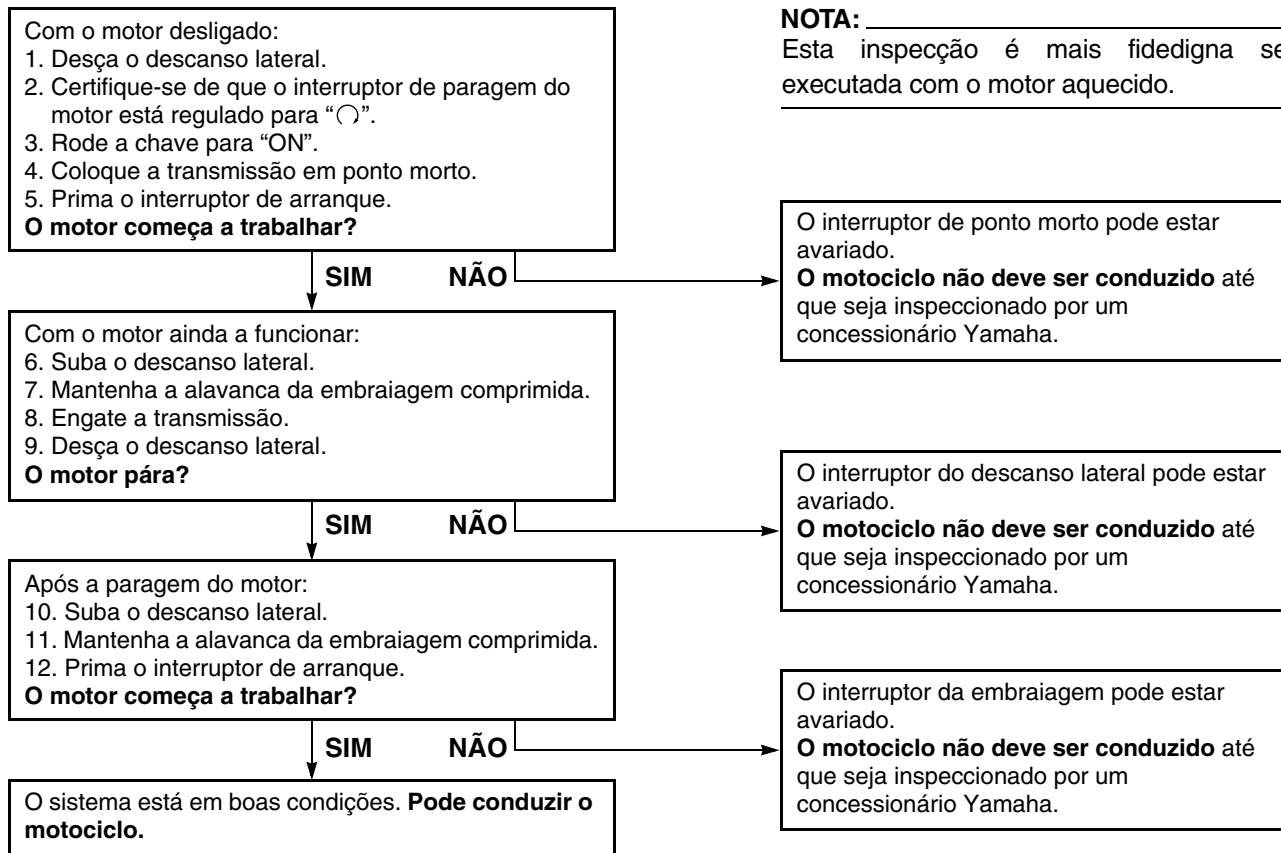 Com o motor desligado:
1. Desça o descanso lateral.
2. Certifique-se de que o interruptor de paragem do
motor está regulado para “○”.
3. Rode a chave para “ON”.
4. Coloque a transmissão em ponto morto.
5. Prima o interruptor de arranque.
O motor começa a trabalhar?
NOTA:
Esta inspecção é mais fidedigna se
executada com o motor aquecido.
SIM NÃO
O interruptor de ponto morto pode estar
avariado.
O motociclo não deve ser conduzido até
que seja inspeccionado por um
concessionário Yamaha.
Com o motor ainda a funcionar:
6. Suba o descanso lateral.
7. Mantenha a alavanca da embraiagem comprimida.
8. Engate a transmissão.
9. Desça o descanso lateral.
O motor pára?
SIM NÃO
O interruptor do descanso lateral pode estar
avariado.
O motociclo não deve ser conduzido até
que seja inspeccionado por um
concessionário Yamaha.
Após a paragem do motor:
10. Suba o descanso lateral.
11. Mantenha a alavanca da embraiagem comprimida.
12. Prima o interruptor de arranque.
O motor começa a trabalhar?
SIM NÃO
O interruptor da embraiagem pode estar
avariado.
O motociclo não deve ser conduzido até
que seja inspeccionado por um
concessionário Yamaha.
O sistema está em boas condições. Pode conduzir o
motociclo.